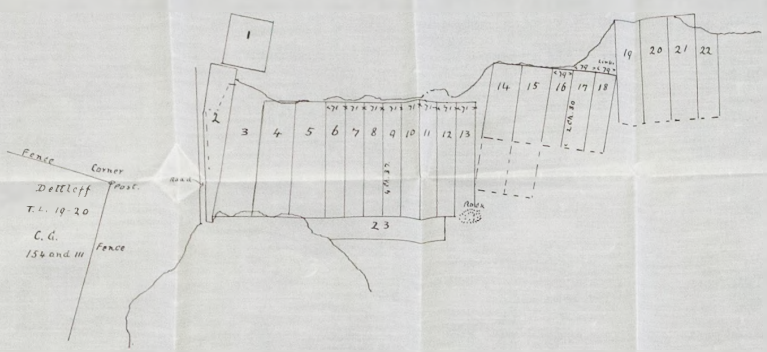 1
2
3
4
5
6
7
8
9
10
11
12
13
14
15
16
17
18
19
20
21
22
23
Links
Fence
Corner
Post.
Road
Dettleff
T.L. 19-20
C.G.
154 and 111
Fence